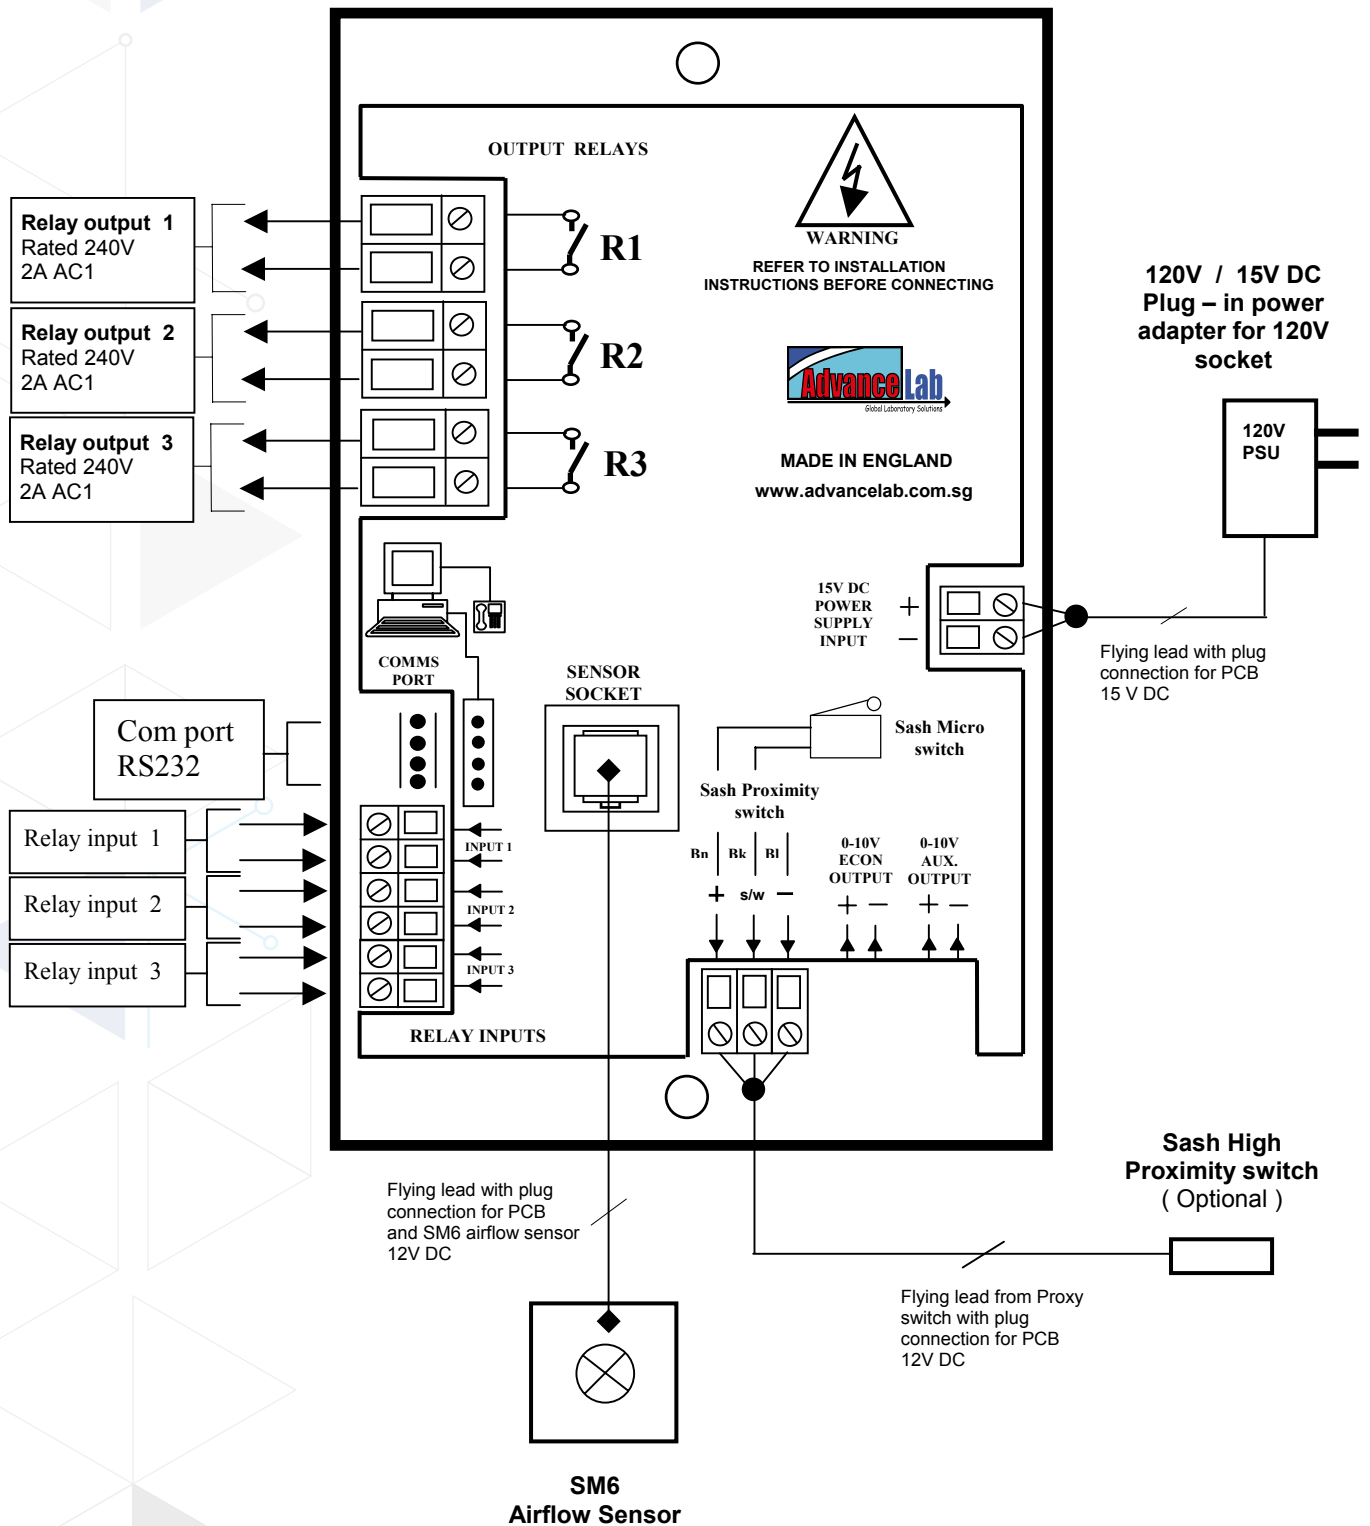 OUTPUT RELAYS
WARNING
REFER TO INSTALLATION
INSTRUCTIONS BEFORE CONNECTING
Relay output 1
Rated 240V
2A AC1
R1
Relay output 2
Rated 240V
2A AC1
R2
Relay output 3
Rated 240V
2A AC1
R3
AdvanceLab
Global Laboratory Solutions
MADE IN ENGLAND
www.advancelab.com.sg
120V / 15V DC
Plug – in power
adapter for 120V
socket
120V
PSU
15V DC
POWER
SUPPLY
INPUT
+
–
Flying lead with plug
connection for PCB
15 V DC
COMMS
PORT
SENSOR
SOCKET
Com port
RS232
Sash Micro
switch
Sash Proximity
switch
Bn
Bk
Bl
+
s/w
–
0-10V
ECON
OUTPUT
+ –
0-10V
AUX.
OUTPUT
+ –
Relay input 1
INPUT 1
Relay input 2
INPUT 2
Relay input 3
INPUT 3
RELAY INPUTS
Flying lead with plug
connection for PCB
and SM6 airflow sensor
12V DC
Sash High
Proximity switch
( Optional )
Flying lead from Proxy
switch with plug
connection for PCB
12V DC
SM6
Airflow Sensor